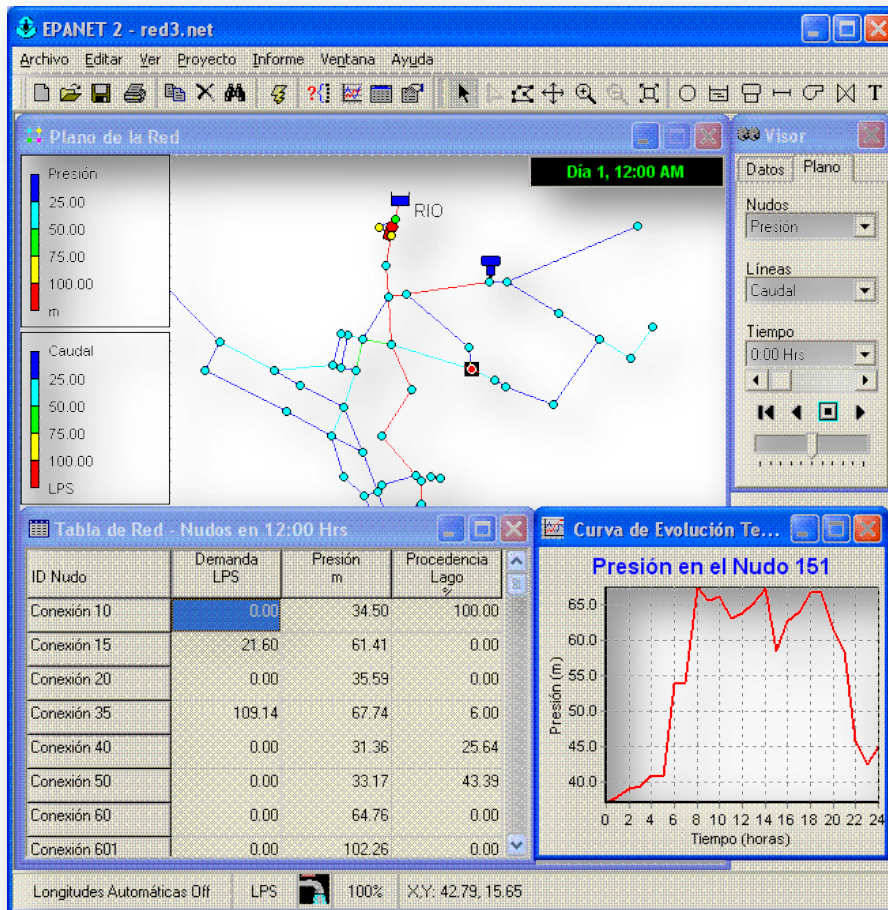 EPANET 2 - red3.net
Archivo Editar Ver Proyecto Informe Ventana Ayuda
Plano de la Red
Día 1, 12:00 AM
Presión
25.00
50.00
75.00
100.00
m
Caudal
25.00
50.00
75.00
100.00
LPS
RIO
Visor
Datos Plano
Nudos
Presión
Líneas
Caudal
Tiempo
0:00 Hrs
Tabla de Red - Nudos en 12:00 Hrs
ID Nudo Demanda LPS Presión m Procedencia Lago %
Conexión 10 0.00 34.50 100.00
Conexión 15 21.60 61.41 0.00
Conexión 20 0.00 35.59 0.00
Conexión 35 109.14 67.74 6.00
Conexión 40 0.00 31.36 25.64
Conexión 50 0.00 33.17 43.39
Conexión 60 0.00 64.76 0.00
Conexión 601 0.00 102.26 0.00
Curva de Evolución Te...
Presión en el Nudo 151
Presión (m)
65.0
60.0
55.0
50.0
45.0
40.0
0 2 4 6 8 10 12 14 16 18 20 22 24
Tiempo (horas)
Longitudes Automáticas Off LPS 100% X,Y: 42.79, 15.65